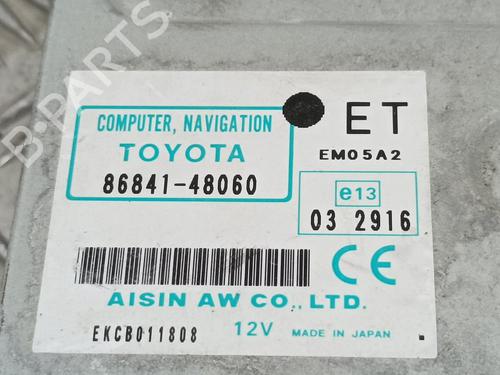 B-PARTS
COMPUTER, NAVIGATION
TOYOTA
86841-48060
ET
EM05A2
e13
03 2916
CE
AISIN AW CO., LTD.
EKCB011808 12V MADE IN JAPAN